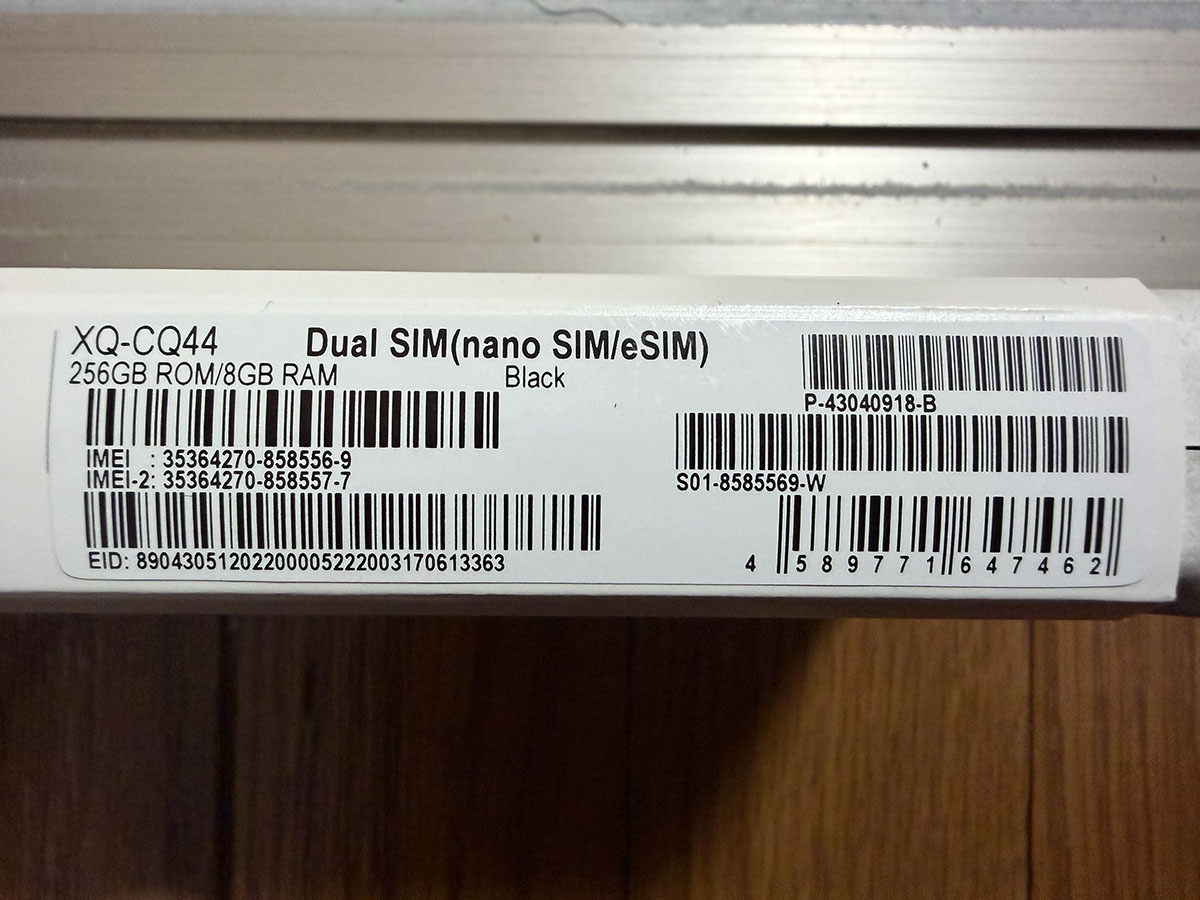 XQ-CQ44
Dual SIM(nano SIM/eSIM)
256GB ROM/8GB RAM
Black
P-43040918-B
IMEI : 35364270-858556-9
IMEI-2: 35364270-858557-7
S01-8585569-W
EID: 89043051202200005222003170613363
4 589771 647462